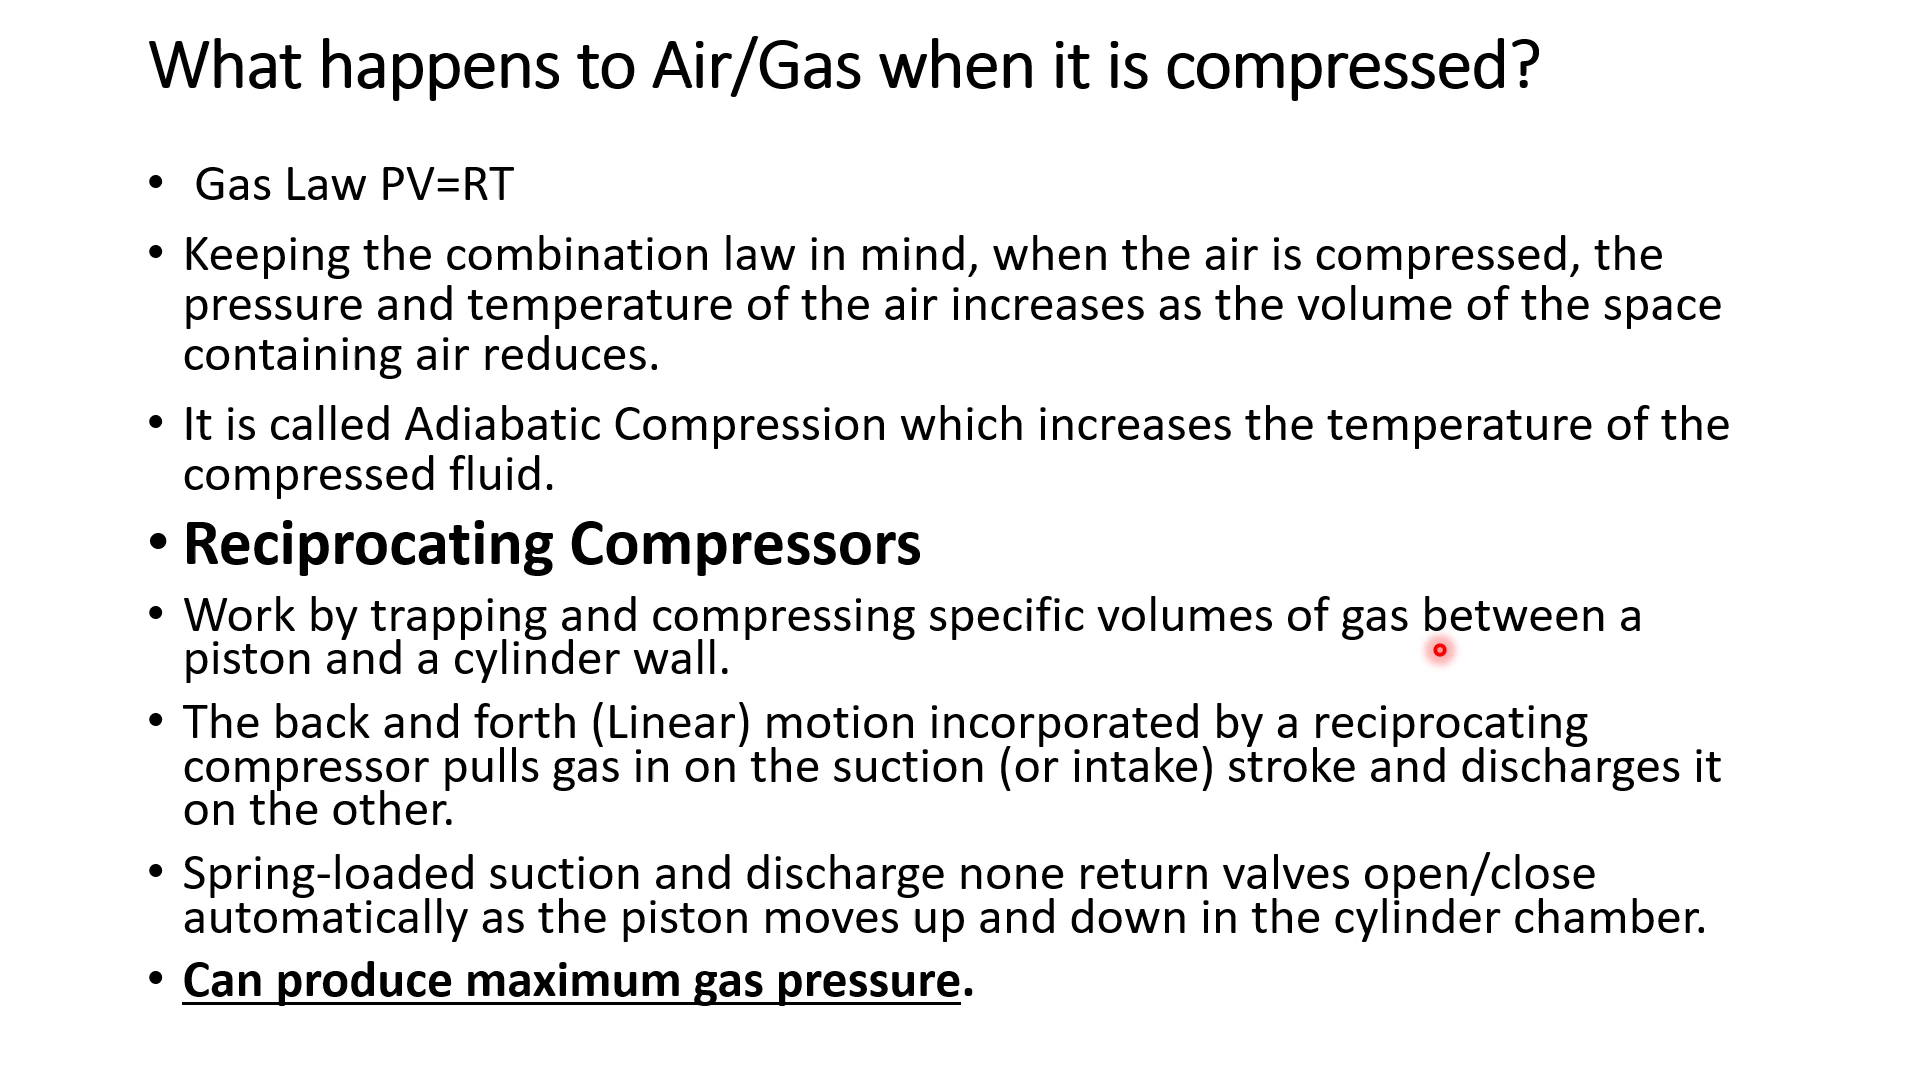 What happens to Air/Gas when it is compressed?
• Gas Law PV=RT
• Keeping the combination law in mind, when the air is compressed, the
pressure and temperature of the air increases as the volume of the space
containing air reduces.
• It is called Adiabatic Compression which increases the temperature of the
compressed fluid.
• Reciprocating Compressors
• Work by trapping and compressing specific volumes of gas between a
piston and a cylinder wall.
• The back and forth (Linear) motion incorporated by a reciprocating
compressor pulls gas in on the suction (or intake) stroke and discharges it
on the other.
• Spring-loaded suction and discharge none return valves open/close
automatically as the piston moves up and down in the cylinder chamber.
• Can produce maximum gas pressure.